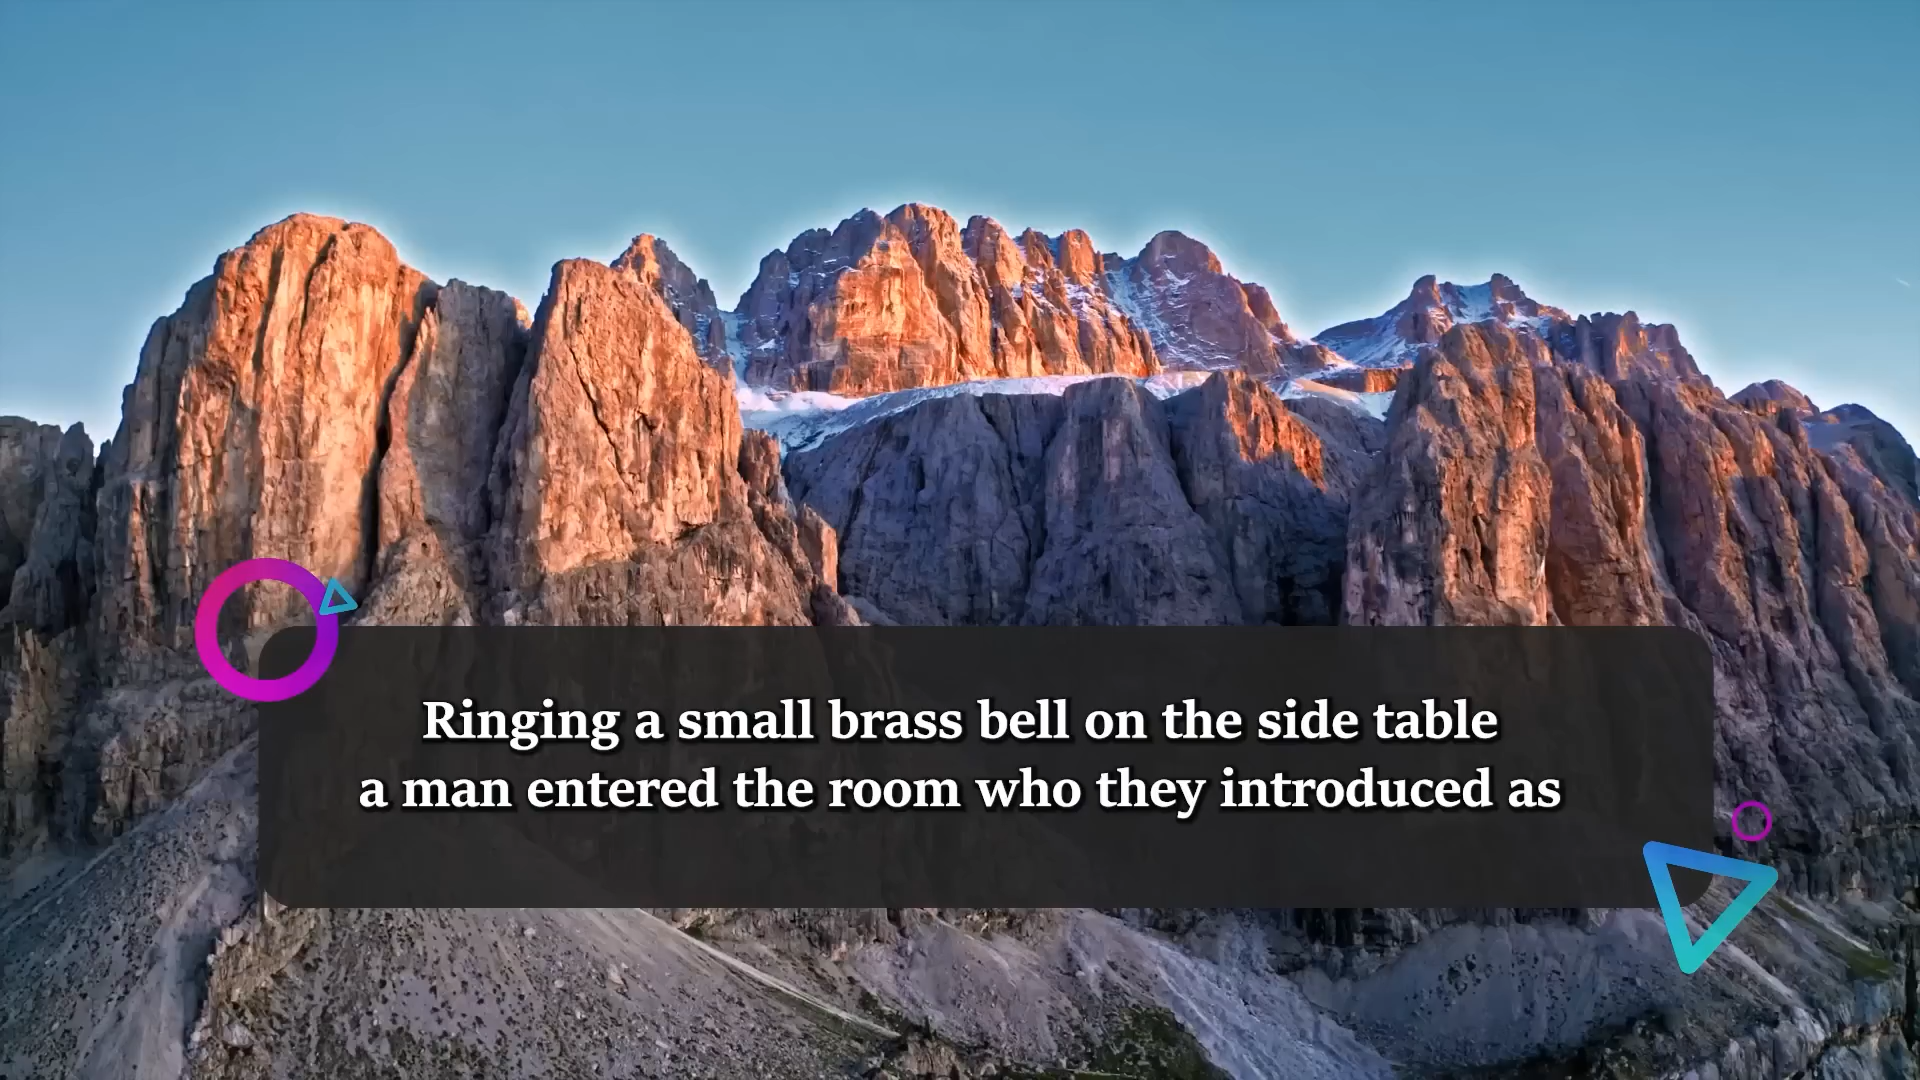 Ringing a small brass bell on the side table
a man entered the room who they introduced as